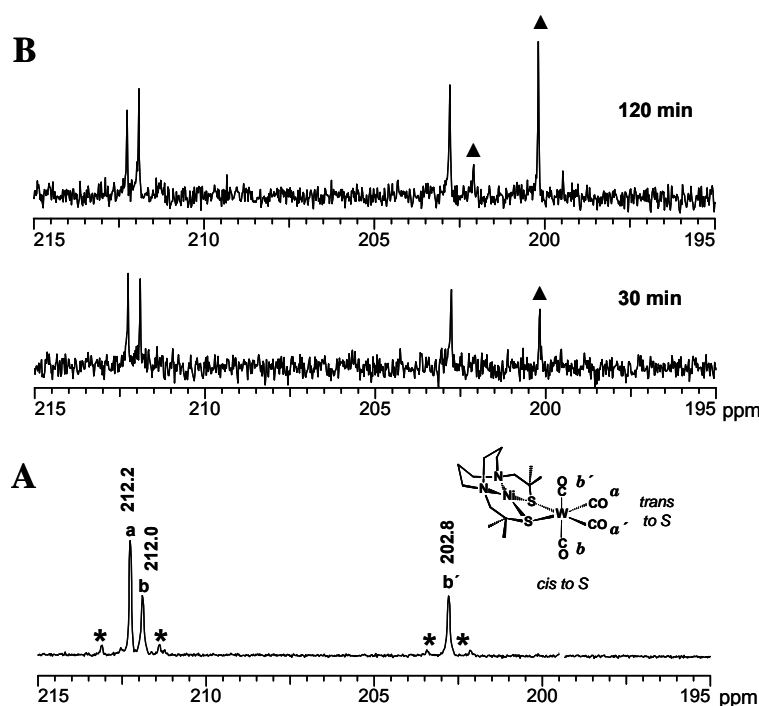 B
▲
120 min
▲
215 210 205 200 195
▲
30 min
215 210 205 200 195 ppm
A
212.2
a
212.0
b
202.8
b´
* * * *
N N Ni S S W
O C b´
CO a
CO a´
C O b
trans to S
cis to S
215 210 205 200 195 ppm